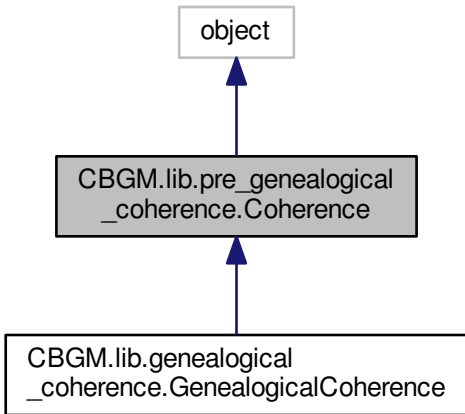 object
CBGM.lib.pre_genealogical
_coherence.Coherence
CBGM.lib.genealogical
_coherence.GenealogicalCoherence